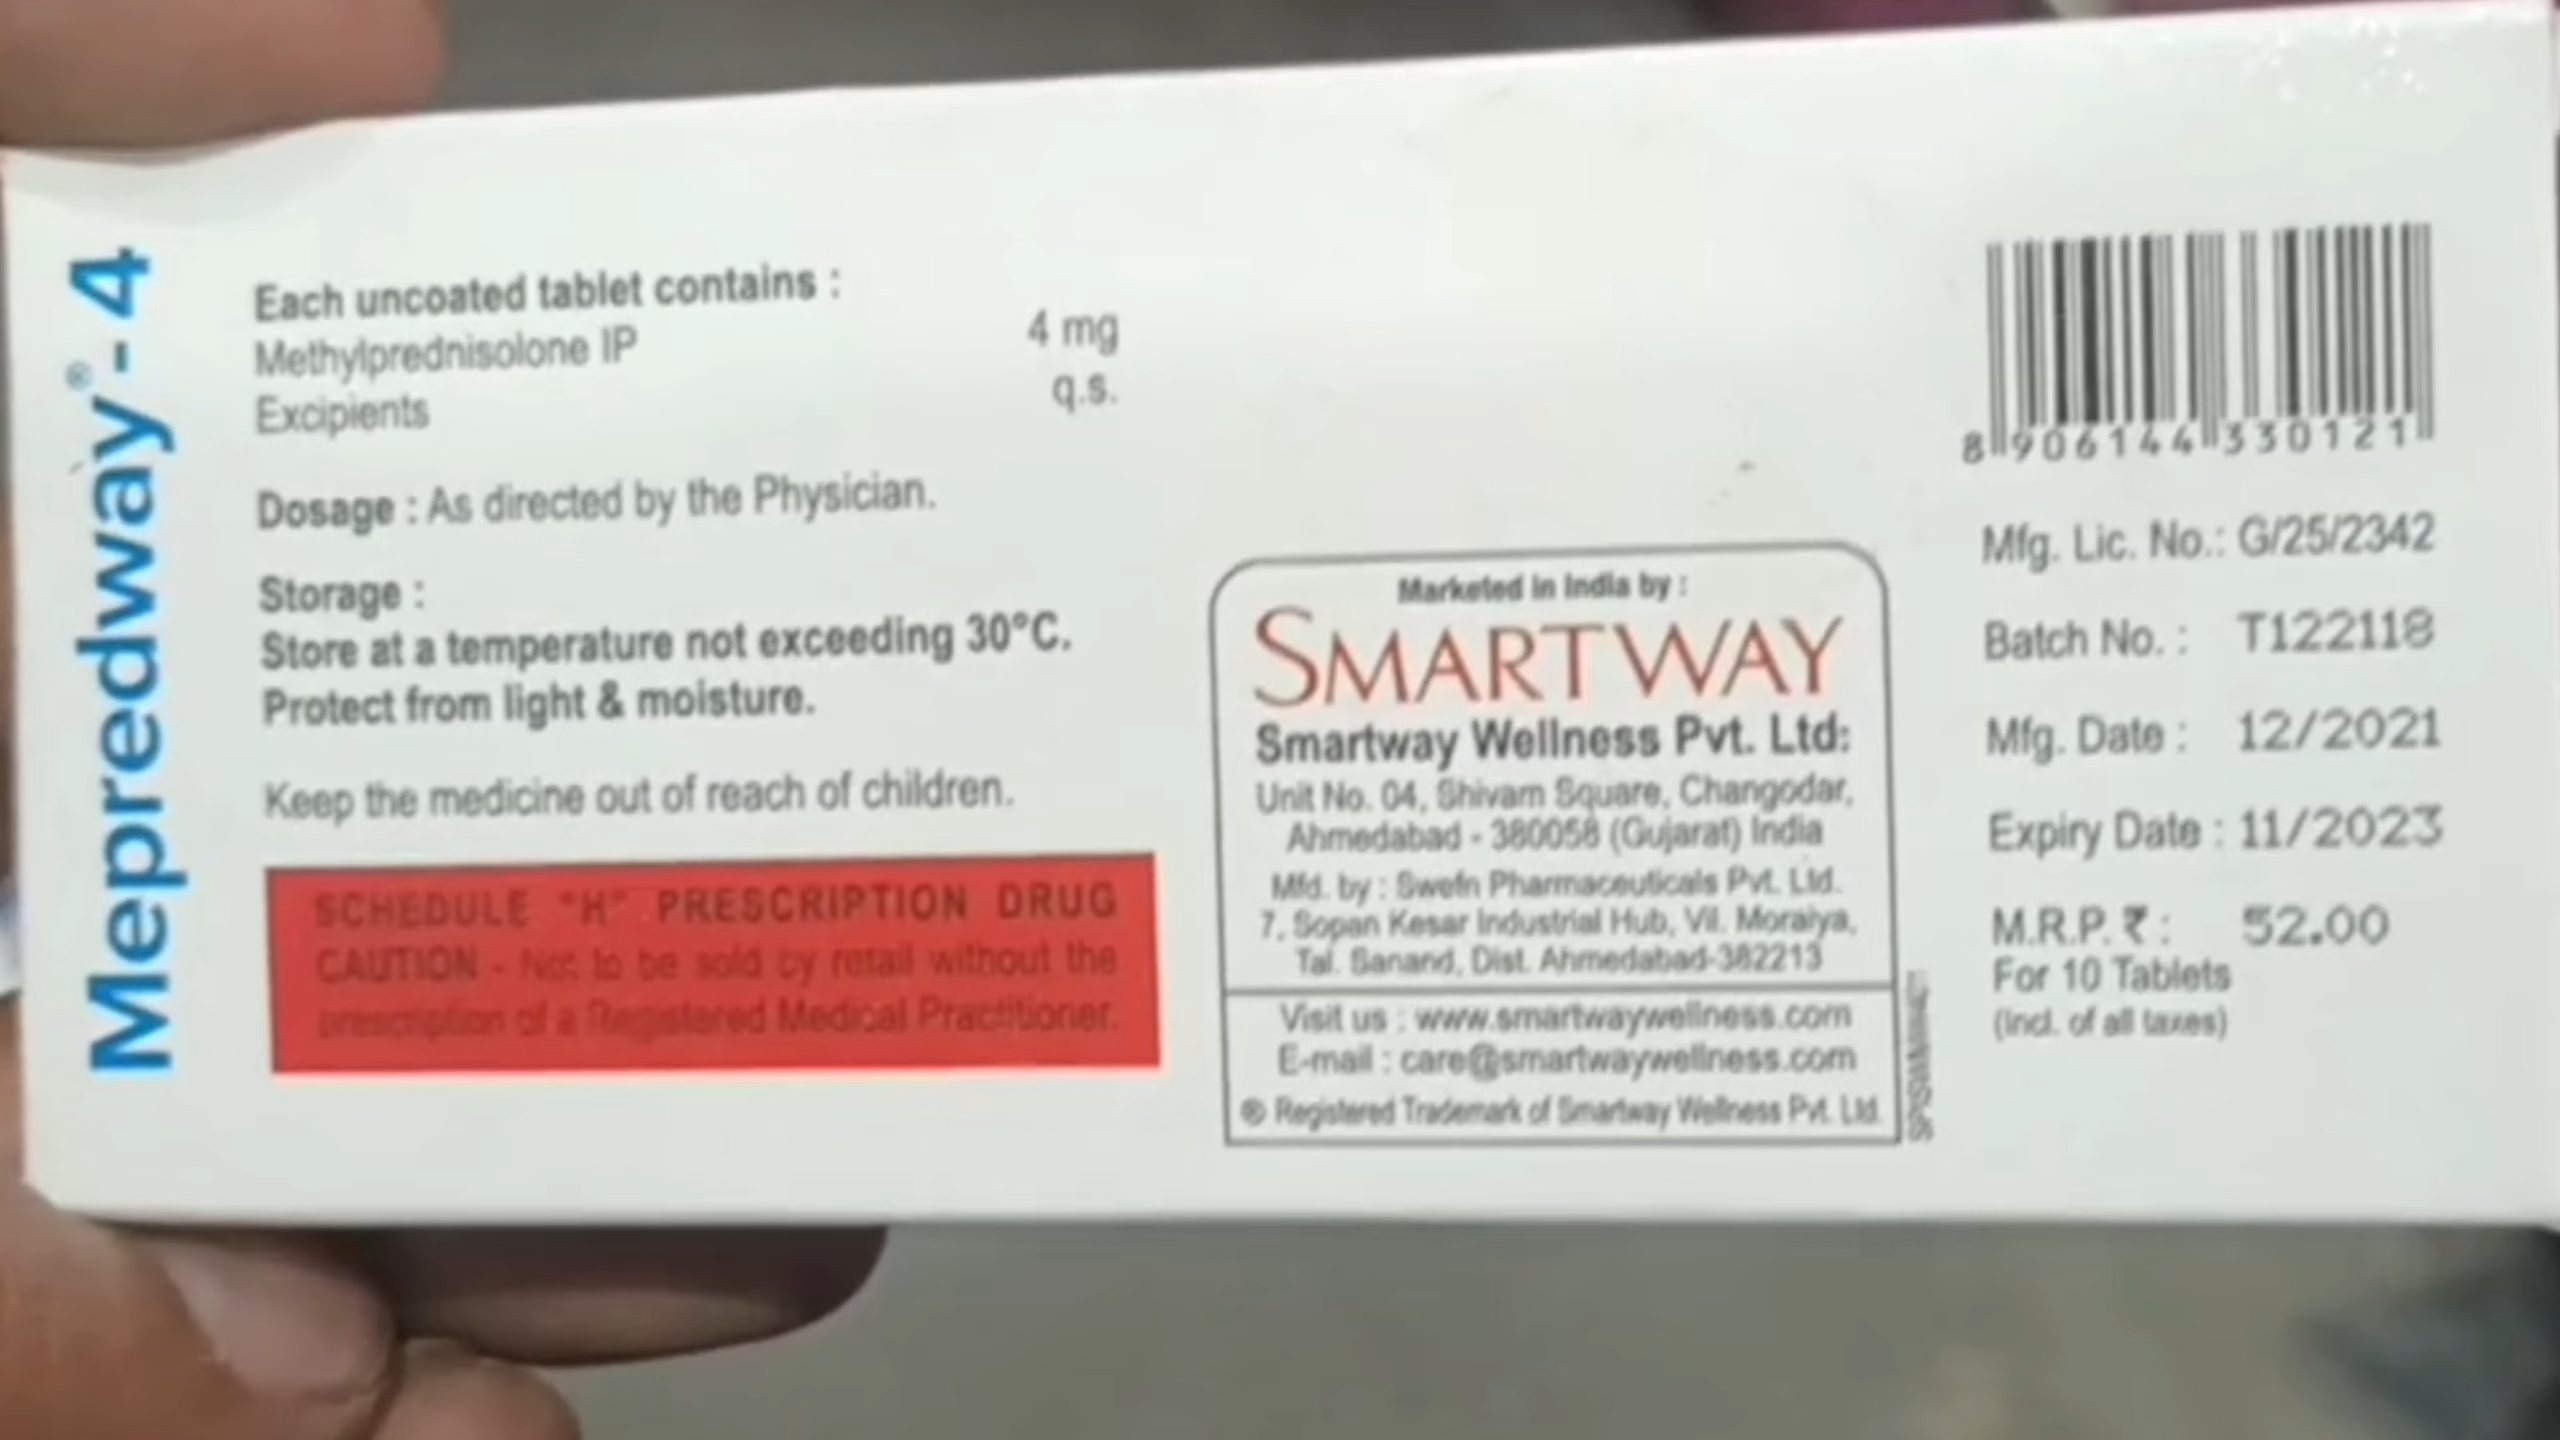 Mepredway®- 4
Each uncoated tablet contains :
Methylprednisolone IP 4 mg
Excipients q.s.
Dosage : As directed by the Physician.
Storage :
Store at a temperature not exceeding 30°C.
Protect from light & moisture.
Keep the medicine out of reach of children.
SCHEDULE "H" PRESCRIPTION DRUG
CAUTION - Not to be sold by retail without the
prescription of a Registered Medical Practitioner.
Marketed in India by :
SMARTWAY
Smartway Wellness Pvt. Ltd:
Unit No. 04, Shivam Square, Changodar,
Ahmedabad - 380058 (Gujarat) India
Mfd. by : Swefn Pharmaceuticals Pvt. Ltd.
7, Sopan Kesar Industrial Hub, Vil. Moraiya,
Tal. Sanand, Dist. Ahmedabad-382213
Visit us : www.smartwaywellness.com
E-mail : care@smartwaywellness.com
® Registered Trademark of Smartway Wellness Pvt. Ltd.
8 906144 330121
Mfg. Lic. No.: G/25/2342
Batch No. : T122118
Mfg. Date : 12/2021
Expiry Date : 11/2023
M.R.P. ₹ : 52.00
For 10 Tablets
(Incl. of all taxes)